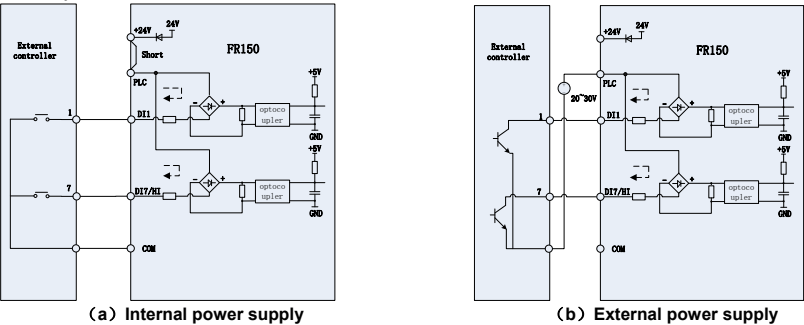 External
controller
+24V
24V
Short
PLC
FR150
+5V
1
DI1
optoco
upler
GND
+5V
7
DI7/HI
optoco
upler
GND
COM
(a) Internal power supply
External
controller
+24V
24V
FR150
PLC
20~30V
+5V
1
DI1
optoco
upler
GND
+5V
7
DI7/HI
optoco
upler
GND
COM
(b) External power supply